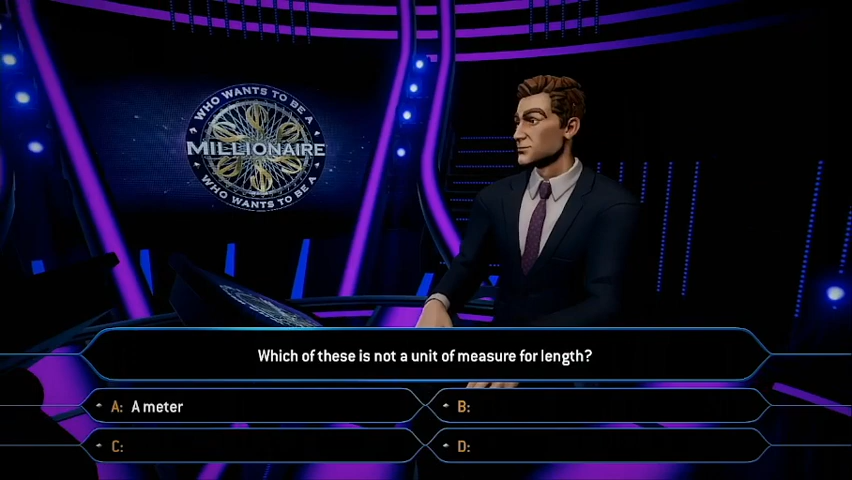 WHO WANTS TO BE A
MILLIONAIRE
WHO WANTS TO BE A
Which of these is not a unit of measure for length?
A: A meter
B:
C:
D: